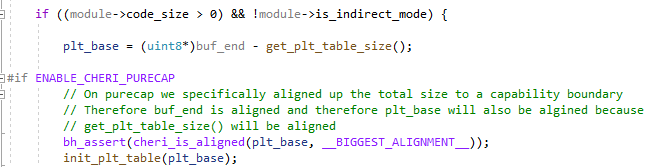 if ((module->code_size > 0) && !module->is_indirect_mode) {
plt_base = (uint8*)buf_end - get_plt_table_size();
#if ENABLE_CHERI_PURECAP
// On purecap we specifically aligned up the total size to a capability boundary
// Therefore buf_end is aligned and therefore plt_base will also be algined because
// get_plt_table_size() will be aligned
bh_assert(cheri_is_aligned(plt_base, __BIGGEST_ALIGNMENT__));
init_plt_table(plt_base);